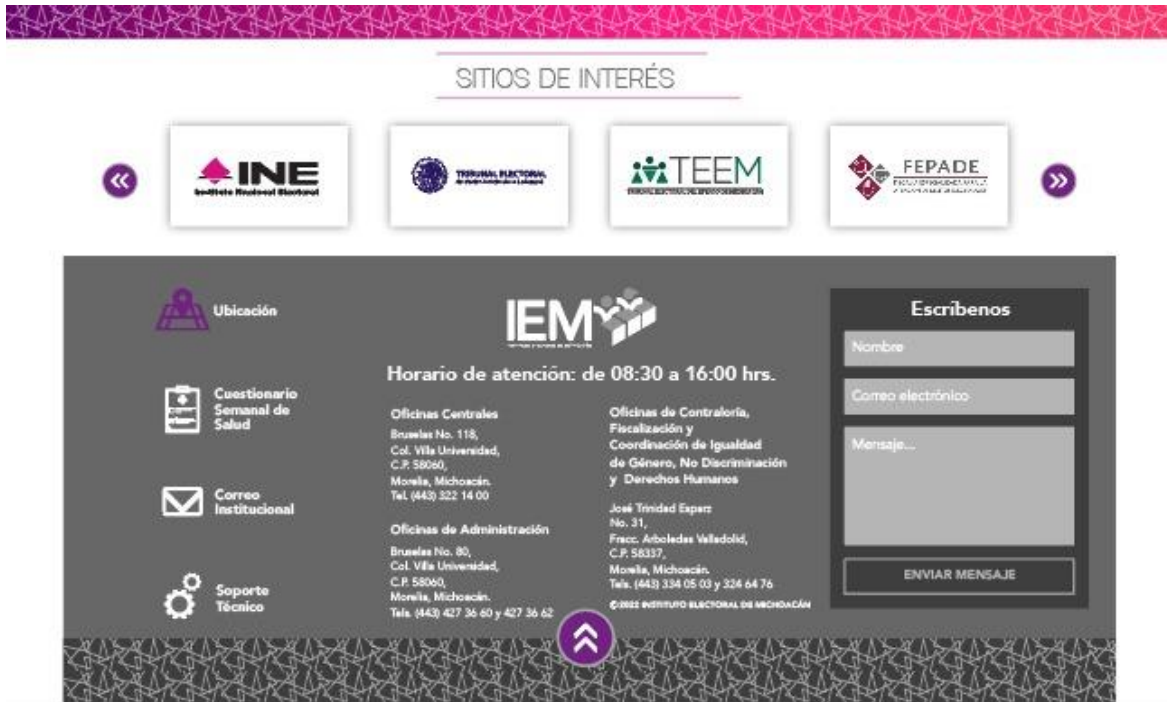 SITIOS DE INTERÉS
INE
Instituto Nacional Electoral
TRIBUNAL ELECTORAL
TEEM
FEPADE
Ubicación
Cuestionario
Semanal de
Salud
Correo
Institucional
Soporte
Técnico
IEM
Horario de atención: de 08:30 a 16:00 hrs.
Oficinas Centrales
Bruselas No. 118,
Col. Villa Universidad,
C.P. 58060,
Morelia, Michoacán.
Tel. (443) 322 14 00
Oficinas de Administración
Bruselas No. 80,
Col. Villa Universidad,
C.P. 58060,
Morelia, Michoacán.
Tels. (443) 427 36 60 y 427 36 62
Oficinas de Contraloría,
Fiscalización y
Coordinación de Igualdad
de Género, No Discriminación
y Derechos Humanos
José Trinidad Esparz
No. 31,
Fracc. Arboledas Valladolid,
C.P. 58337,
Morelia, Michoacán.
Tels. (443) 334 05 03 y 324 64 76
©2022 INSTITUTO ELECTORAL DE MICHOACÁN
Escríbenos
Nombre
Correo electrónico
Mensaje...
ENVIAR MENSAJE